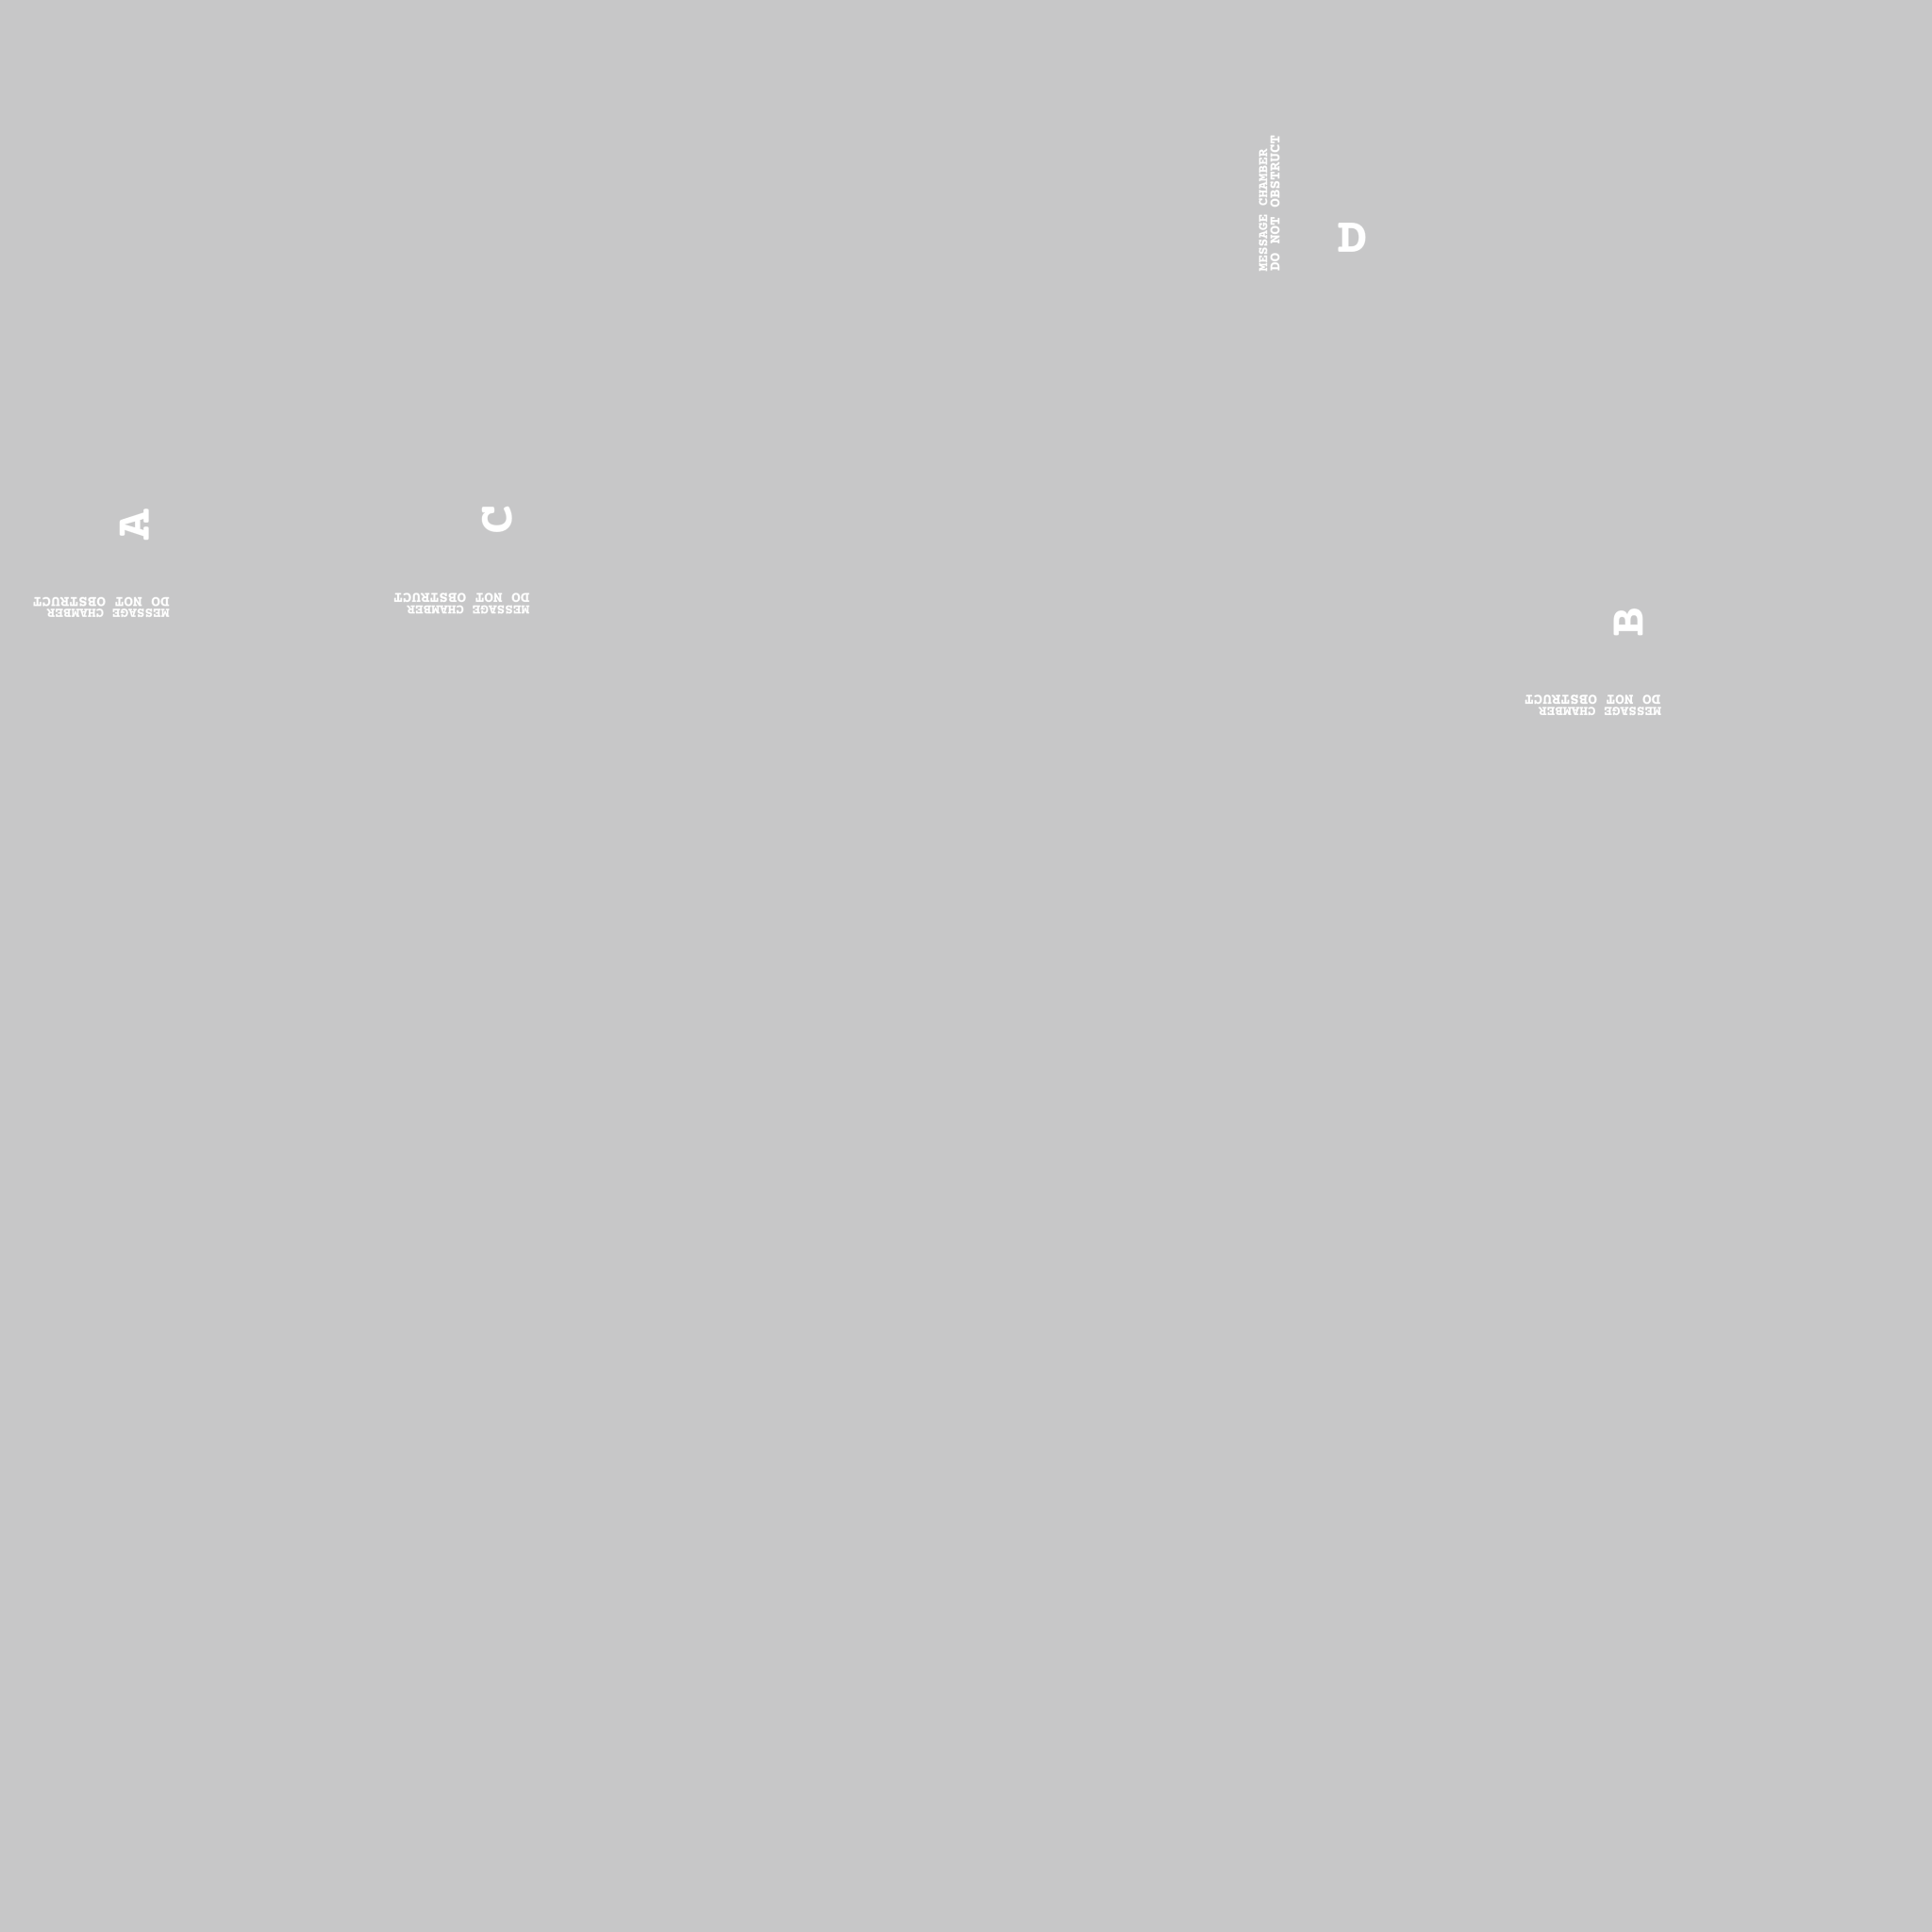 MESSAGE CHAMBER
DO NOT OBSTRUCT
D
A
MESSAGE CHAMBER
DO NOT OBSTRUCT
C
MESSAGE CHAMBER
DO NOT OBSTRUCT
B
MESSAGE CHAMBER
DO NOT OBSTRUCT